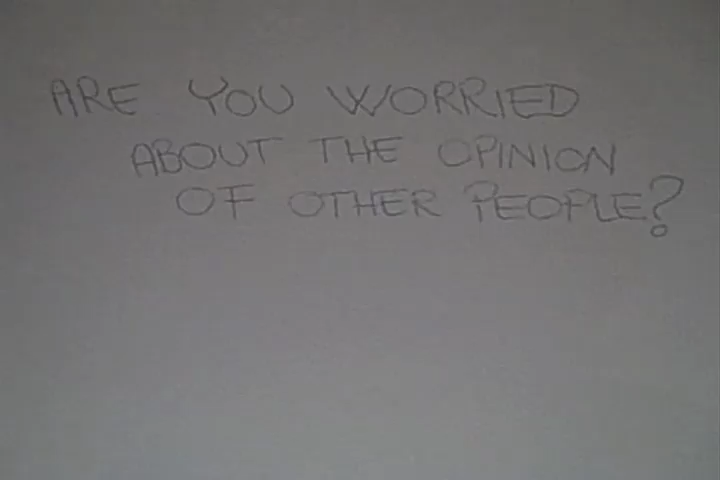 ARE YOU WORRIED
ABOUT THE OPINION
OF OTHER PEOPLE?